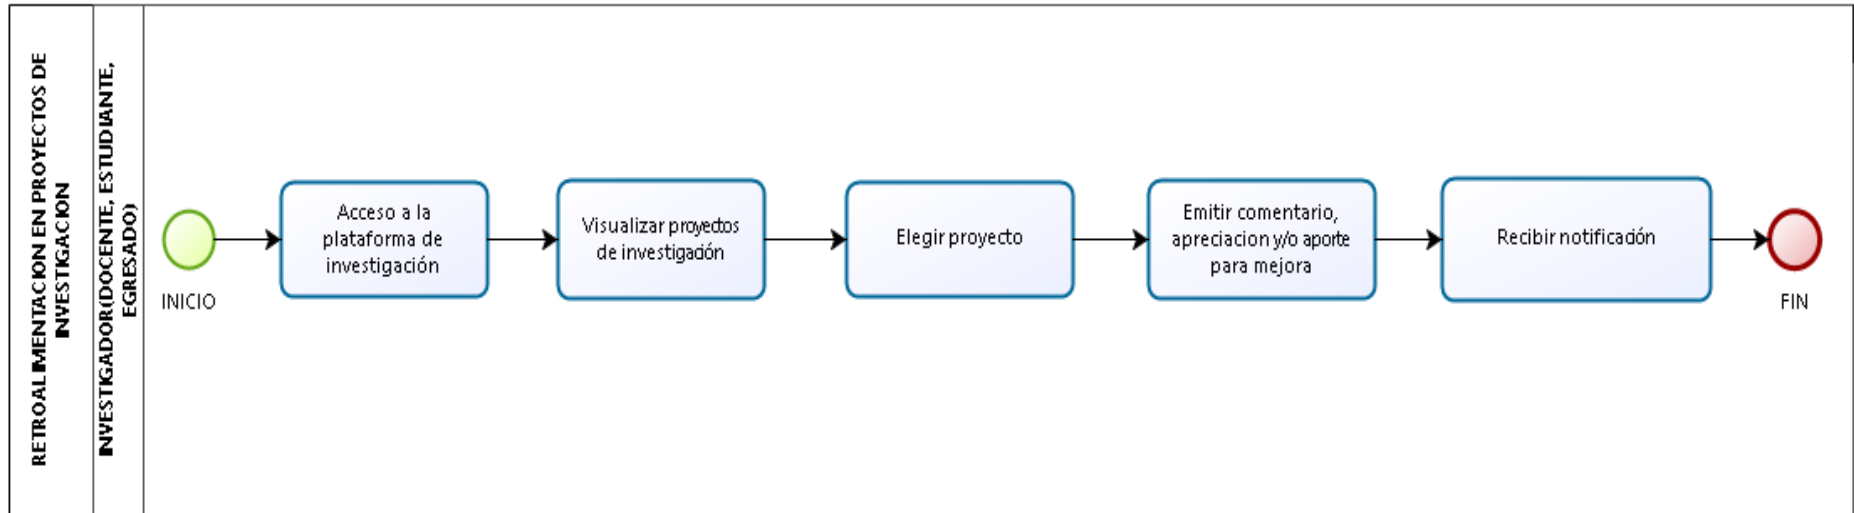 RETROALIMENTACION EN PROYECTOS DE
INVESTIGACION
INVESTIGADOR(DOCENTE, ESTUDIANTE,
EGRESADO)
INICIO
Acceso a la
plataforma de
investigación
Visualizar proyectos
de investigación
Elegir proyecto
Emitir comentario,
apreciacion y/o aporte
para mejora
Recibir notificación
FIN